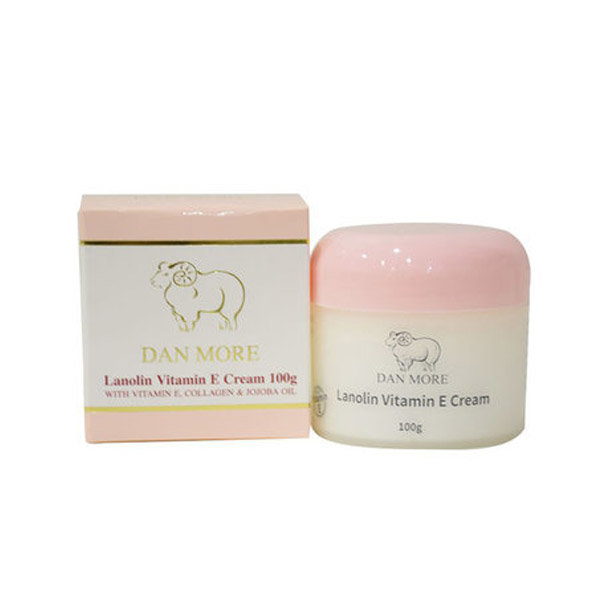 DAN MORE
Lanolin Vitamin E Cream 100g
WITH VITAMIN E, COLLAGEN & JOJOBA OIL
DAN MORE
Lanolin Vitamin E Cream
100g